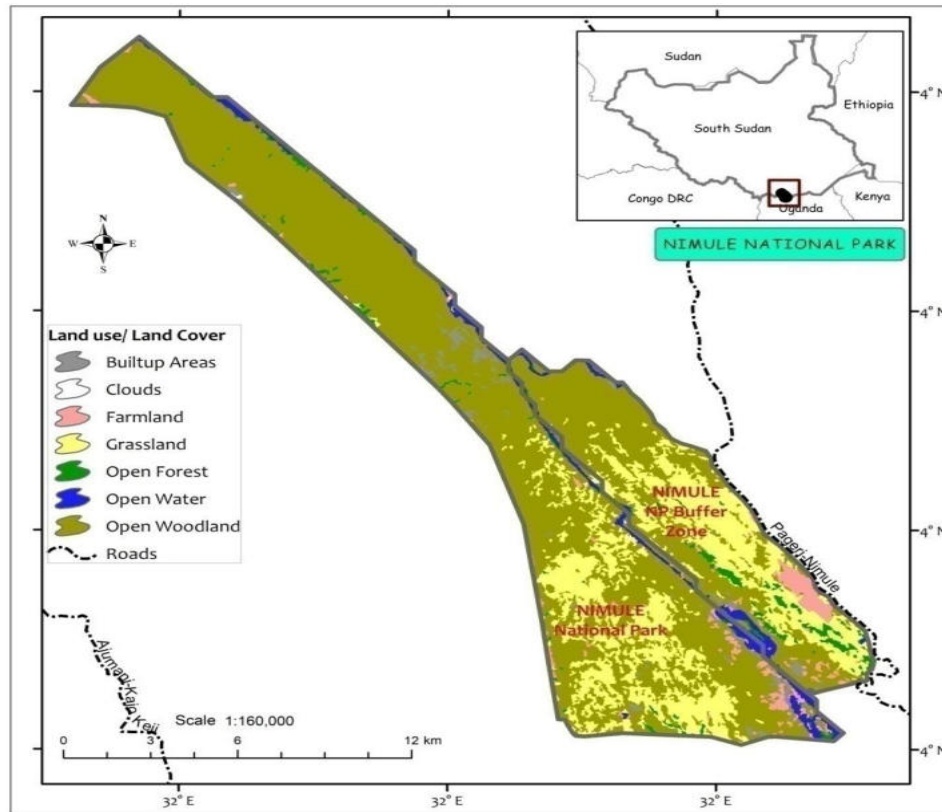 Sudan
Ethiopia
South Sudan
Congo DRC
Uganda
Kenya
NIMULE NATIONAL PARK
N
W E
S
4° N
4° N
4° N
4° N
Land use/ Land Cover
Builtup Areas
Clouds
Farmland
Grassland
Open Forest
Open Water
Open Woodland
Roads
NIMULE
NP Buffer
Zone
Pageri-Nimule
NIMULE
National Park
Ajumani-Kajo Keji
Scale 1:160,000
0 3 6 12 km
32° E 32° E 32° E